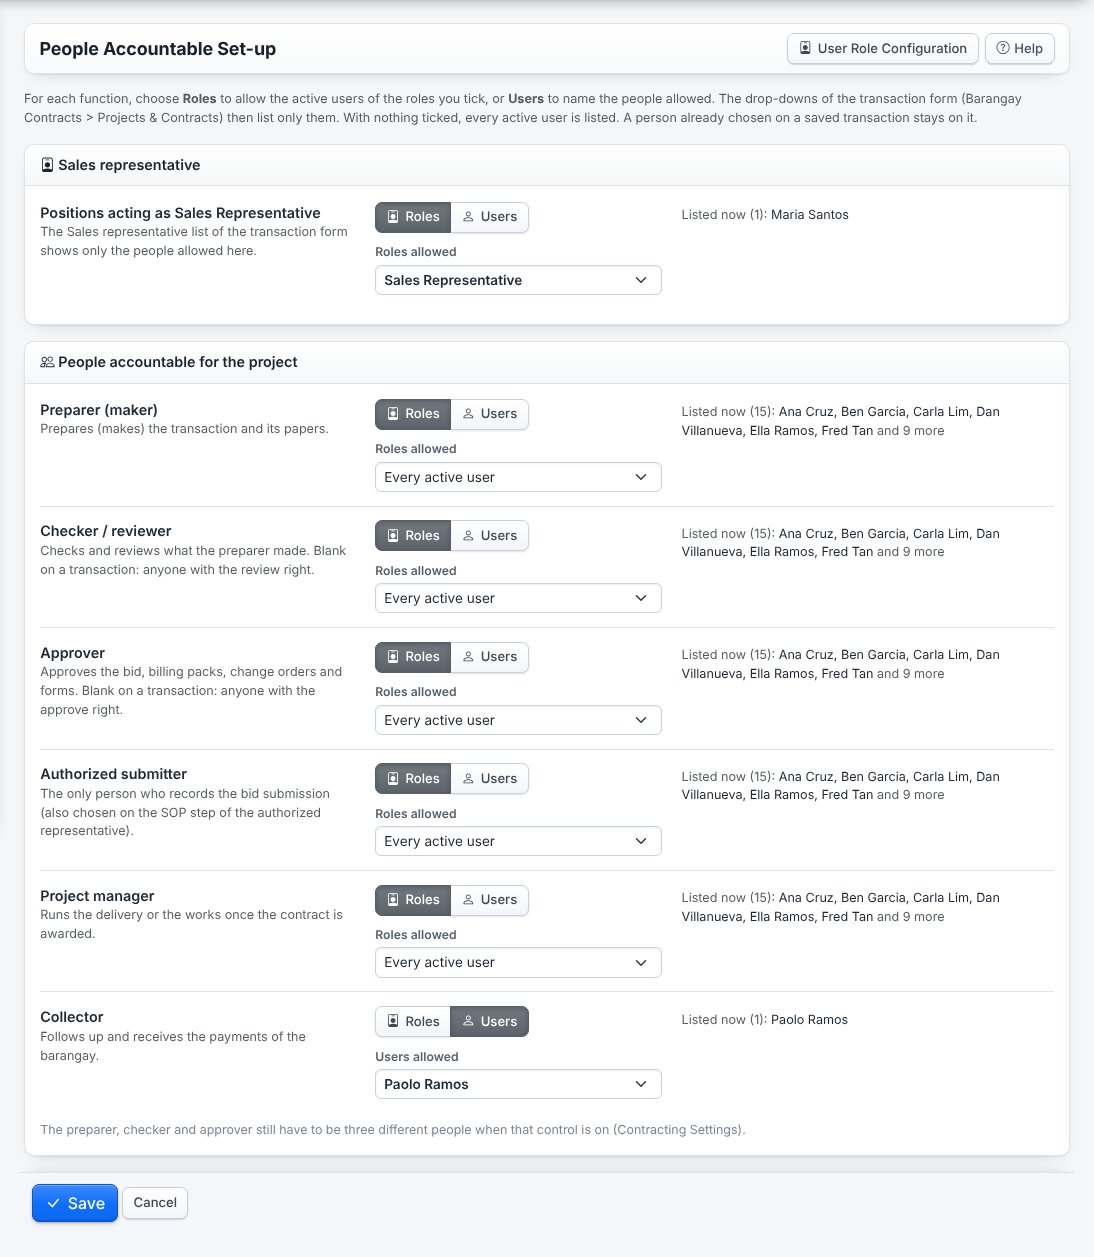 People Accountable Set-up
User Role Configuration
Help
For each function, choose Roles to allow the active users of the roles you tick, or Users to name the people allowed. The drop-downs of the transaction form (Barangay
Contracts > Projects & Contracts) then list only them. With nothing ticked, every active user is listed. A person already chosen on a saved transaction stays on it.
Sales representative
Positions acting as Sales Representative
The Sales representative list of the transaction form
shows only the people allowed here.
Roles
Users
Roles allowed
Sales Representative
Listed now (1): Maria Santos
People accountable for the project
Preparer (maker)
Prepares (makes) the transaction and its papers.
Roles
Users
Roles allowed
Every active user
Listed now (15): Ana Cruz, Ben Garcia, Carla Lim, Dan
Villanueva, Ella Ramos, Fred Tan and 9 more
Checker / reviewer
Checks and reviews what the preparer made. Blank
on a transaction: anyone with the review right.
Roles
Users
Roles allowed
Every active user
Listed now (15): Ana Cruz, Ben Garcia, Carla Lim, Dan
Villanueva, Ella Ramos, Fred Tan and 9 more
Approver
Approves the bid, billing packs, change orders and
forms. Blank on a transaction: anyone with the
approve right.
Roles
Users
Roles allowed
Every active user
Listed now (15): Ana Cruz, Ben Garcia, Carla Lim, Dan
Villanueva, Ella Ramos, Fred Tan and 9 more
Authorized submitter
The only person who records the bid submission
(also chosen on the SOP step of the authorized
representative).
Roles
Users
Roles allowed
Every active user
Listed now (15): Ana Cruz, Ben Garcia, Carla Lim, Dan
Villanueva, Ella Ramos, Fred Tan and 9 more
Project manager
Runs the delivery or the works once the contract is
awarded.
Roles
Users
Roles allowed
Every active user
Listed now (15): Ana Cruz, Ben Garcia, Carla Lim, Dan
Villanueva, Ella Ramos, Fred Tan and 9 more
Collector
Follows up and receives the payments of the
barangay.
Roles
Users
Users allowed
Paolo Ramos
Listed now (1): Paolo Ramos
The preparer, checker and approver still have to be three different people when that control is on (Contracting Settings).
Save
Cancel